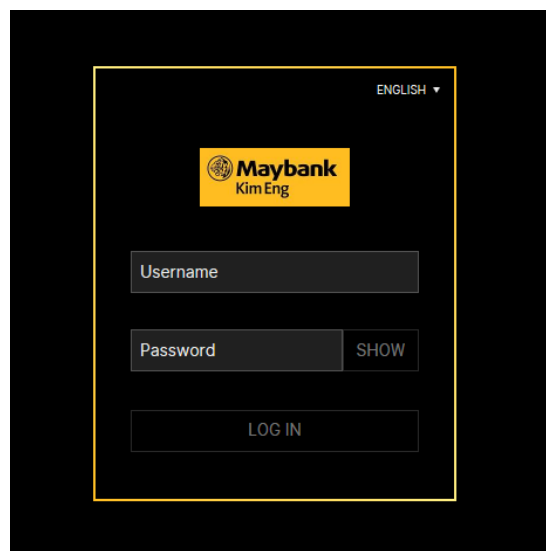 ENGLISH
Maybank
Kim Eng
Username
Password SHOW
LOG IN